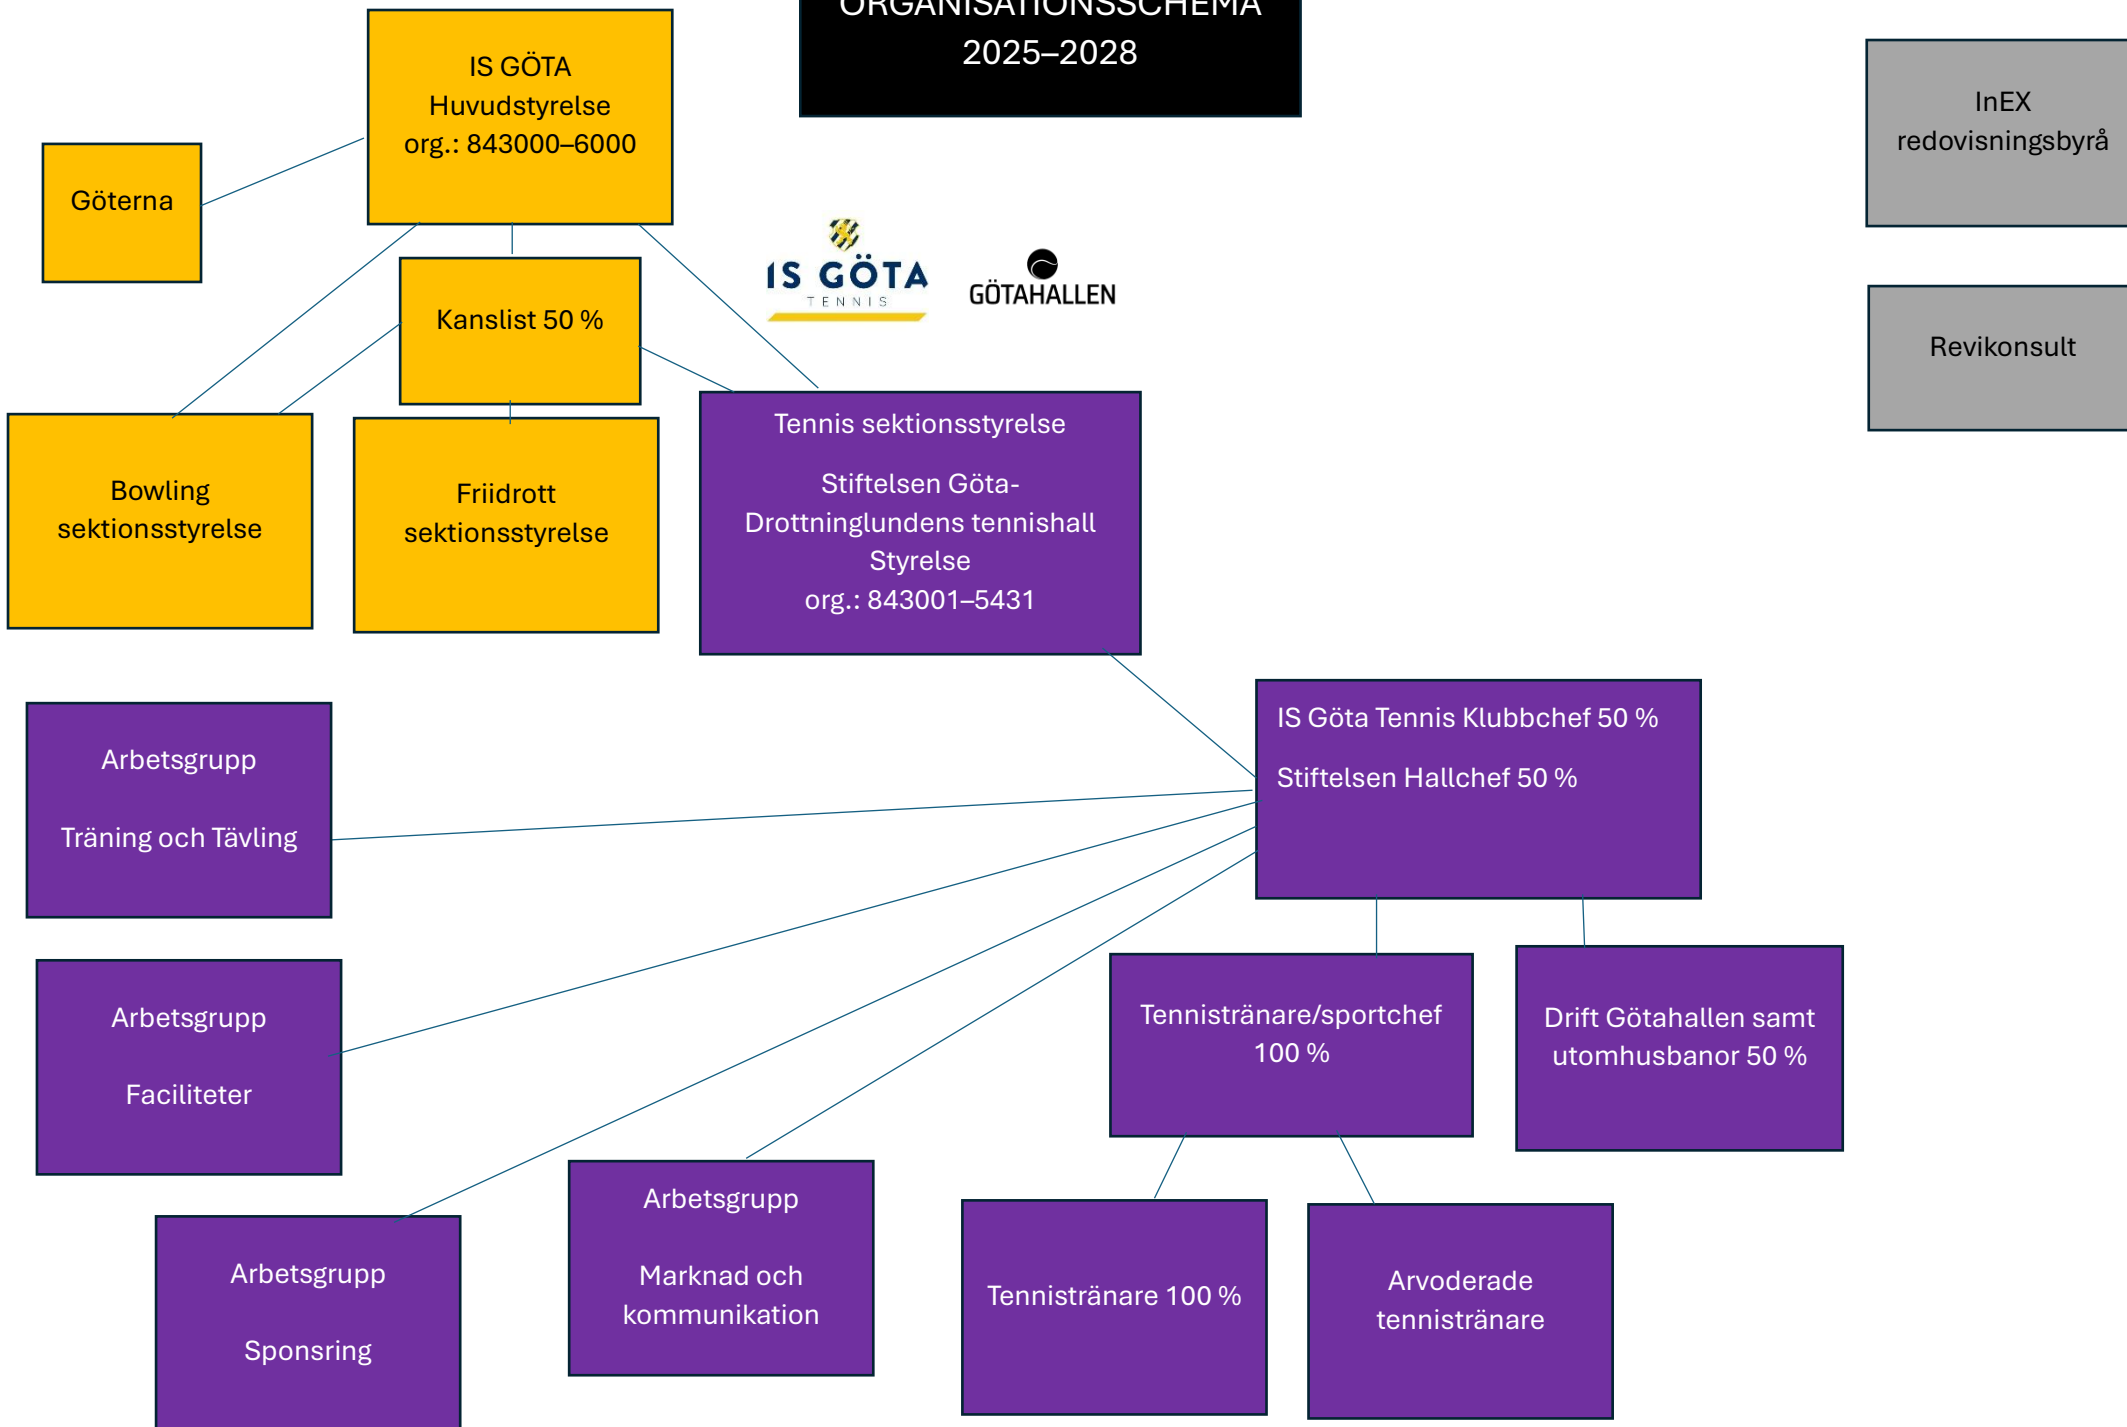 ORGANISATIONSSCHEMA
2025–2028
IS GÖTA
Huvudstyrelse
org.: 843000–6000
InEX
redovisningsbyrå
Göterna
IS GÖTA
TENNIS
GÖTAHALLEN
Kanslist 50 %
Revikonsult
Bowling
sektionsstyrelse
Friidrott
sektionsstyrelse
Tennis sektionsstyrelse
Stiftelsen Göta-
Drottninglundens tennishall
Styrelse
org.: 843001–5431
IS Göta Tennis Klubbchef 50 %
Stiftelsen Hallchef 50 %
Arbetsgrupp
Träning och Tävling
Arbetsgrupp
Faciliteter
Tennistränare/sportchef
100 %
Drift Götahallen samt
utomhusbanor 50 %
Arbetsgrupp
Sponsring
Arbetsgrupp
Marknad och
kommunikation
Tennistränare 100 %
Arvoderade
tennistränare